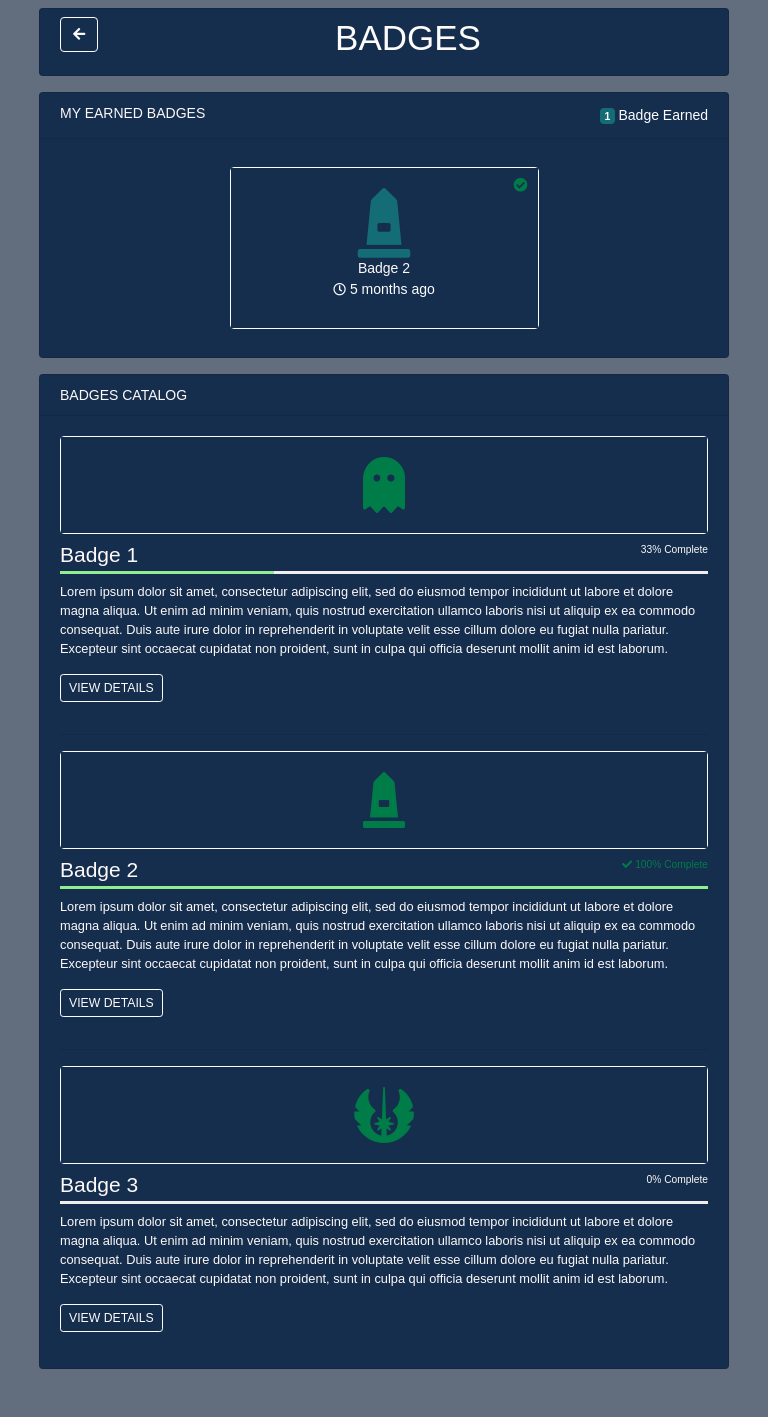 BADGES
MY EARNED BADGES
1 Badge Earned
Badge 2
5 months ago
BADGES CATALOG
Badge 1
33% Complete
Lorem ipsum dolor sit amet, consectetur adipiscing elit, sed do eiusmod tempor incididunt ut labore et dolore
magna aliqua. Ut enim ad minim veniam, quis nostrud exercitation ullamco laboris nisi ut aliquip ex ea commodo
consequat. Duis aute irure dolor in reprehenderit in voluptate velit esse cillum dolore eu fugiat nulla pariatur.
Excepteur sint occaecat cupidatat non proident, sunt in culpa qui officia deserunt mollit anim id est laborum.
VIEW DETAILS
Badge 2
100% Complete
Lorem ipsum dolor sit amet, consectetur adipiscing elit, sed do eiusmod tempor incididunt ut labore et dolore
magna aliqua. Ut enim ad minim veniam, quis nostrud exercitation ullamco laboris nisi ut aliquip ex ea commodo
consequat. Duis aute irure dolor in reprehenderit in voluptate velit esse cillum dolore eu fugiat nulla pariatur.
Excepteur sint occaecat cupidatat non proident, sunt in culpa qui officia deserunt mollit anim id est laborum.
VIEW DETAILS
Badge 3
0% Complete
Lorem ipsum dolor sit amet, consectetur adipiscing elit, sed do eiusmod tempor incididunt ut labore et dolore
magna aliqua. Ut enim ad minim veniam, quis nostrud exercitation ullamco laboris nisi ut aliquip ex ea commodo
consequat. Duis aute irure dolor in reprehenderit in voluptate velit esse cillum dolore eu fugiat nulla pariatur.
Excepteur sint occaecat cupidatat non proident, sunt in culpa qui officia deserunt mollit anim id est laborum.
VIEW DETAILS